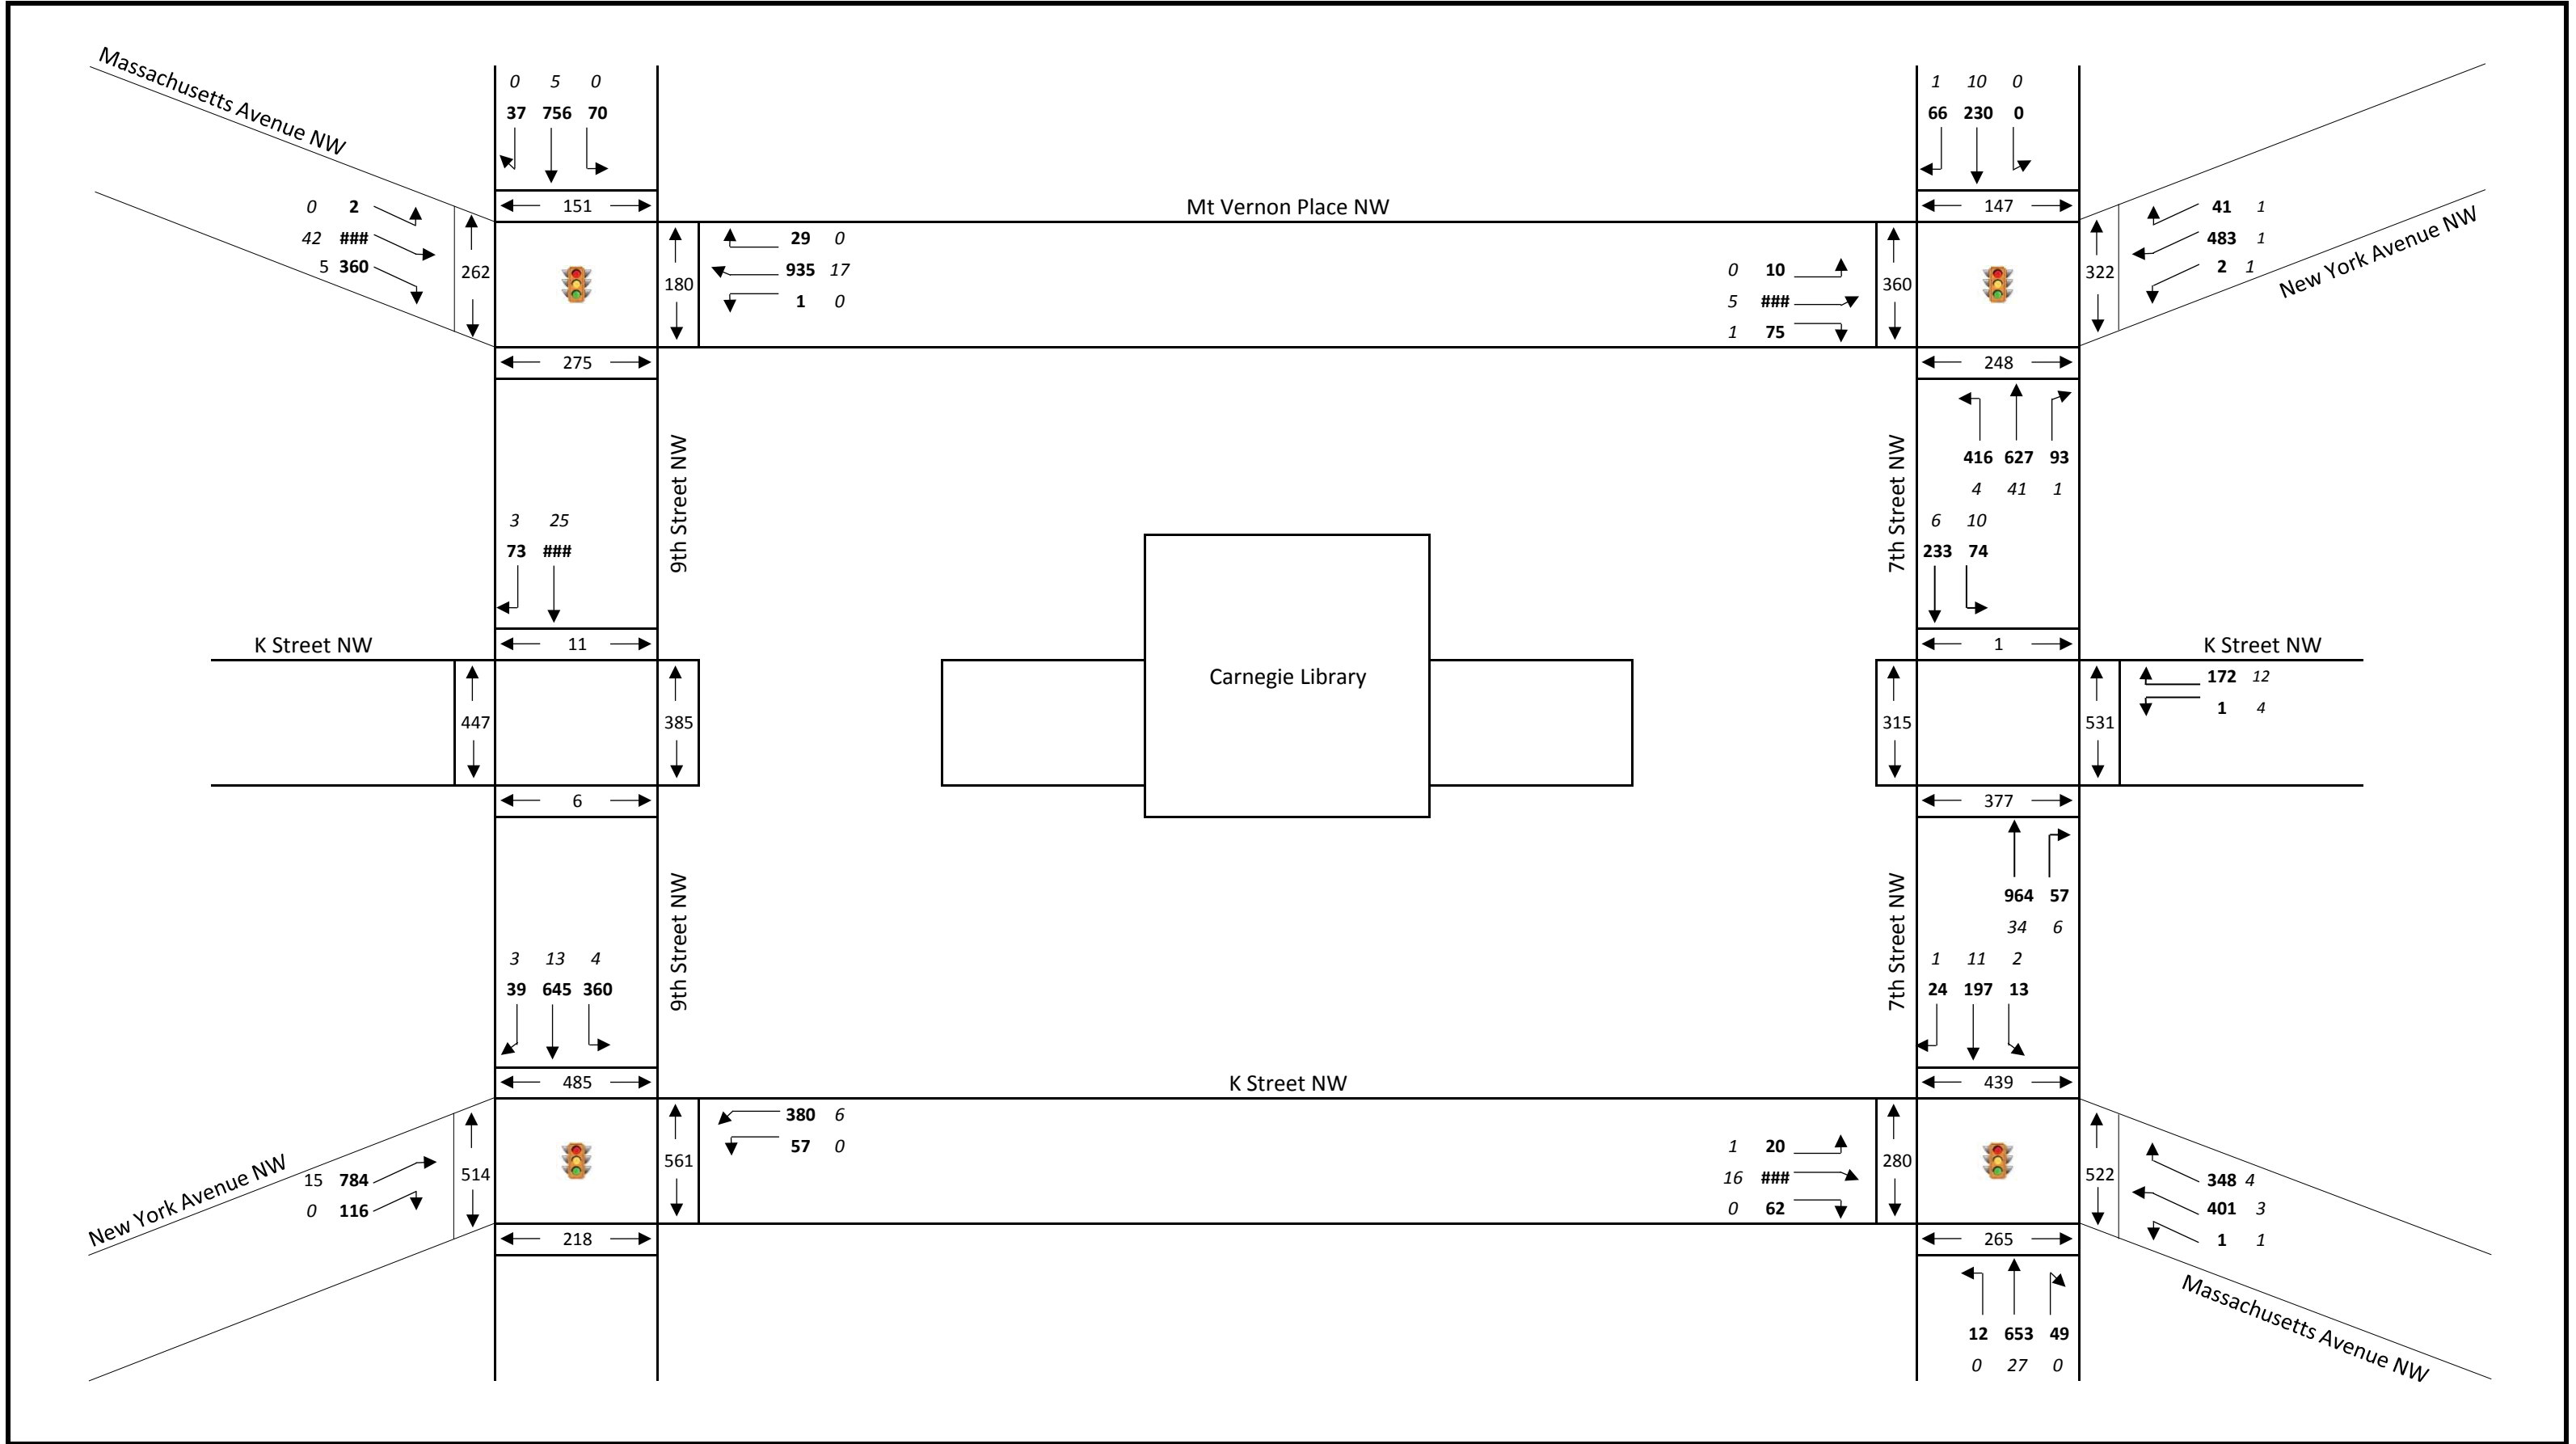 Massachusetts Avenue NW
0 5 0
37 756 70
1 10 0
66 230 0
0 2
42 ###
5 360
262
151
180
29 0
935 17
1 0
275
Mt Vernon Place NW
0 10
5 ###
1 75
360
147
322
41 1
483 1
2 1
New York Avenue NW
248
416 627 93
4 41 1
9th Street NW
7th Street NW
3 25
73 ###
6 10
233 74
K Street NW
11
447
385
6
Carnegie Library
1
315
531
377
K Street NW
172 12
1 4
964 57
34 6
9th Street NW
7th Street NW
3 13 4
39 645 360
1 11 2
24 197 13
485
K Street NW
439
New York Avenue NW
15 784
0 116
514
561
380 6
57 0
218
1 20
16 ###
0 62
280
522
348 4
401 3
1 1
265
Massachusetts Avenue NW
12 653 49
0 27 0